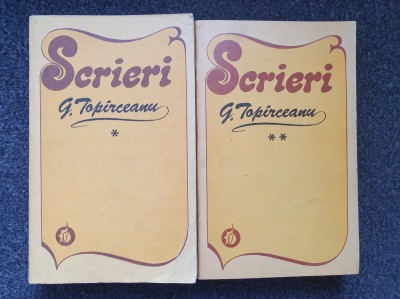 Scrieri
G. Topîrceanu
*
Scrieri
G. Topîrceanu
**